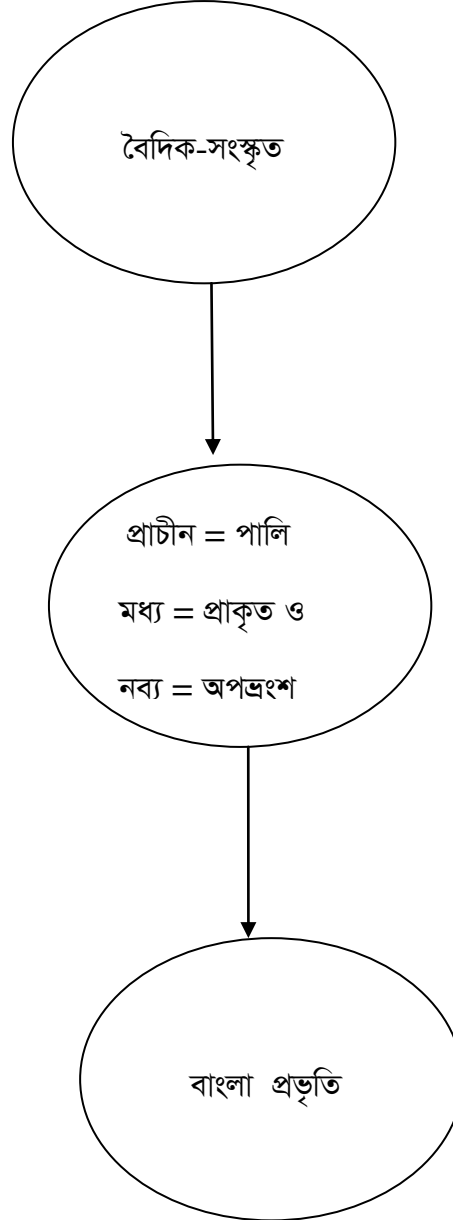 বৈদিক-সংস্কৃত
প্রাচীন = পালি
মধ্য = প্রাকৃত ও
নব্য = অপভ্রংশ
বাংলা প্রভৃতি